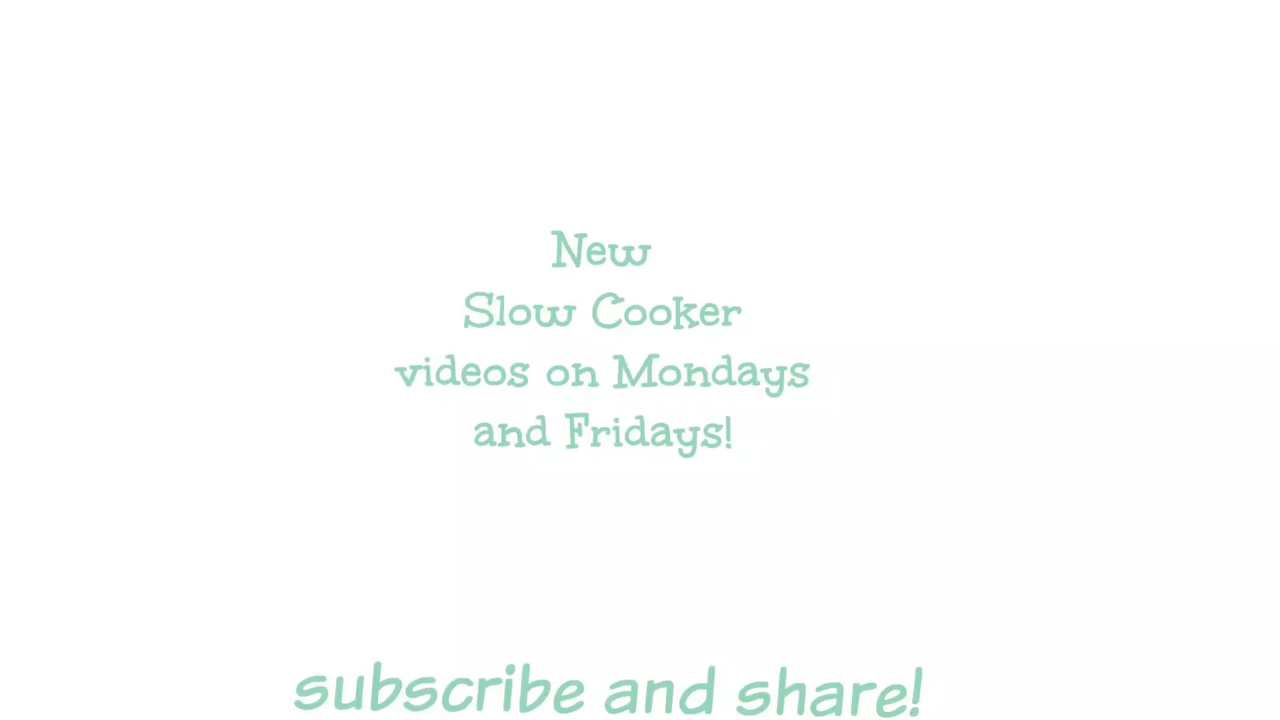 New
Slow Cooker
videos on Mondays
and Fridays!
subscribe and share!